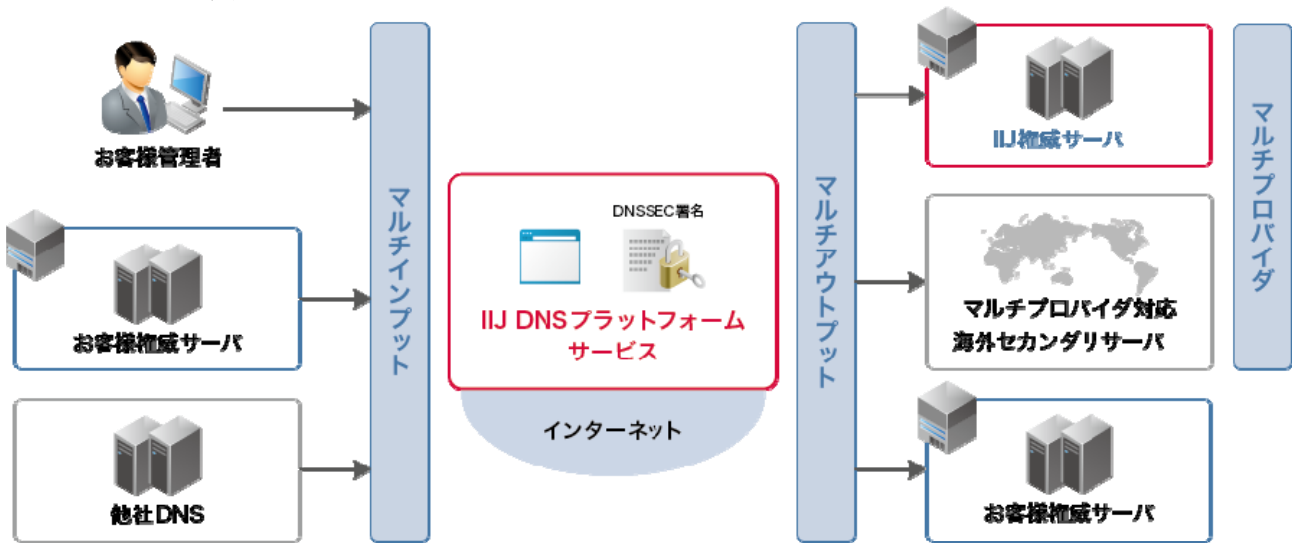 お客様管理者
お客様権威サーバ
他社DNS
マルチインプット
DNSSEC署名
IIJ DNSプラットフォーム
サービス
インターネット
マルチアウトプット
IIJ権威サーバ
マルチプロバイダ対応
海外セカンダリサーバ
お客様権威サーバ
マルチプロバイダ